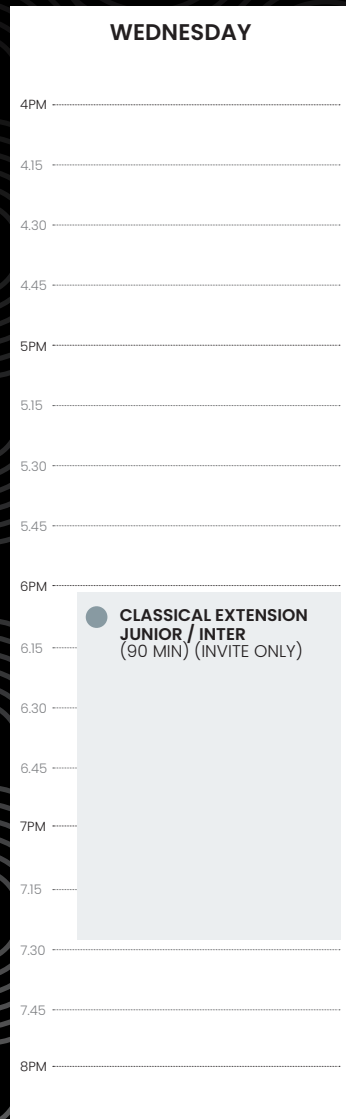 WEDNESDAY
4PM
4.15
4.30
4.45
5PM
5.15
5.30
5.45
6PM
CLASSICAL EXTENSION
JUNIOR / INTER
(90 MIN) (INVITE ONLY)
6.15
6.30
6.45
7PM
7.15
7.30
7.45
8PM